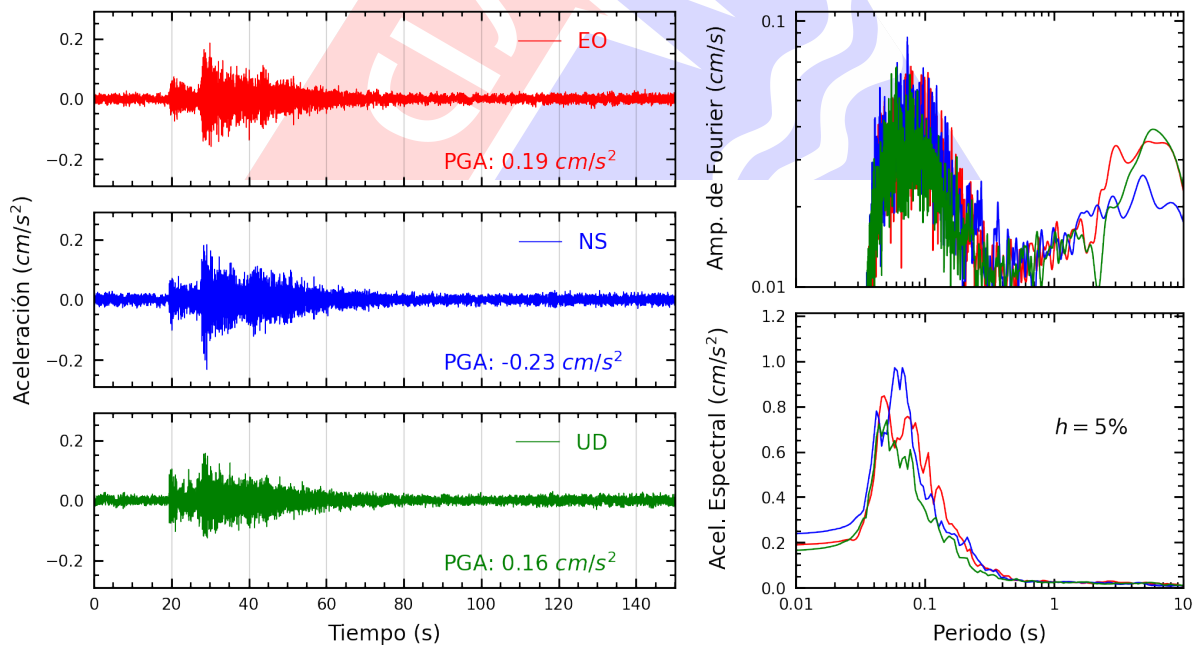 Aceleración (cm/s²)
0.2
0.0
−0.2
EO
PGA: 0.19 cm/s²
0.2
0.0
−0.2
NS
PGA: -0.23 cm/s²
0.2
0.0
−0.2
UD
PGA: 0.16 cm/s²
0 20 40 60 80 100 120 140
Tiempo (s)
Amp. de Fourier (cm/s)
0.1
0.01
Acel. Espectral (cm/s²)
1.2
1.0
0.8
0.6
0.4
0.2
0.0
h = 5%
0.01 0.1 1 10
Periodo (s)